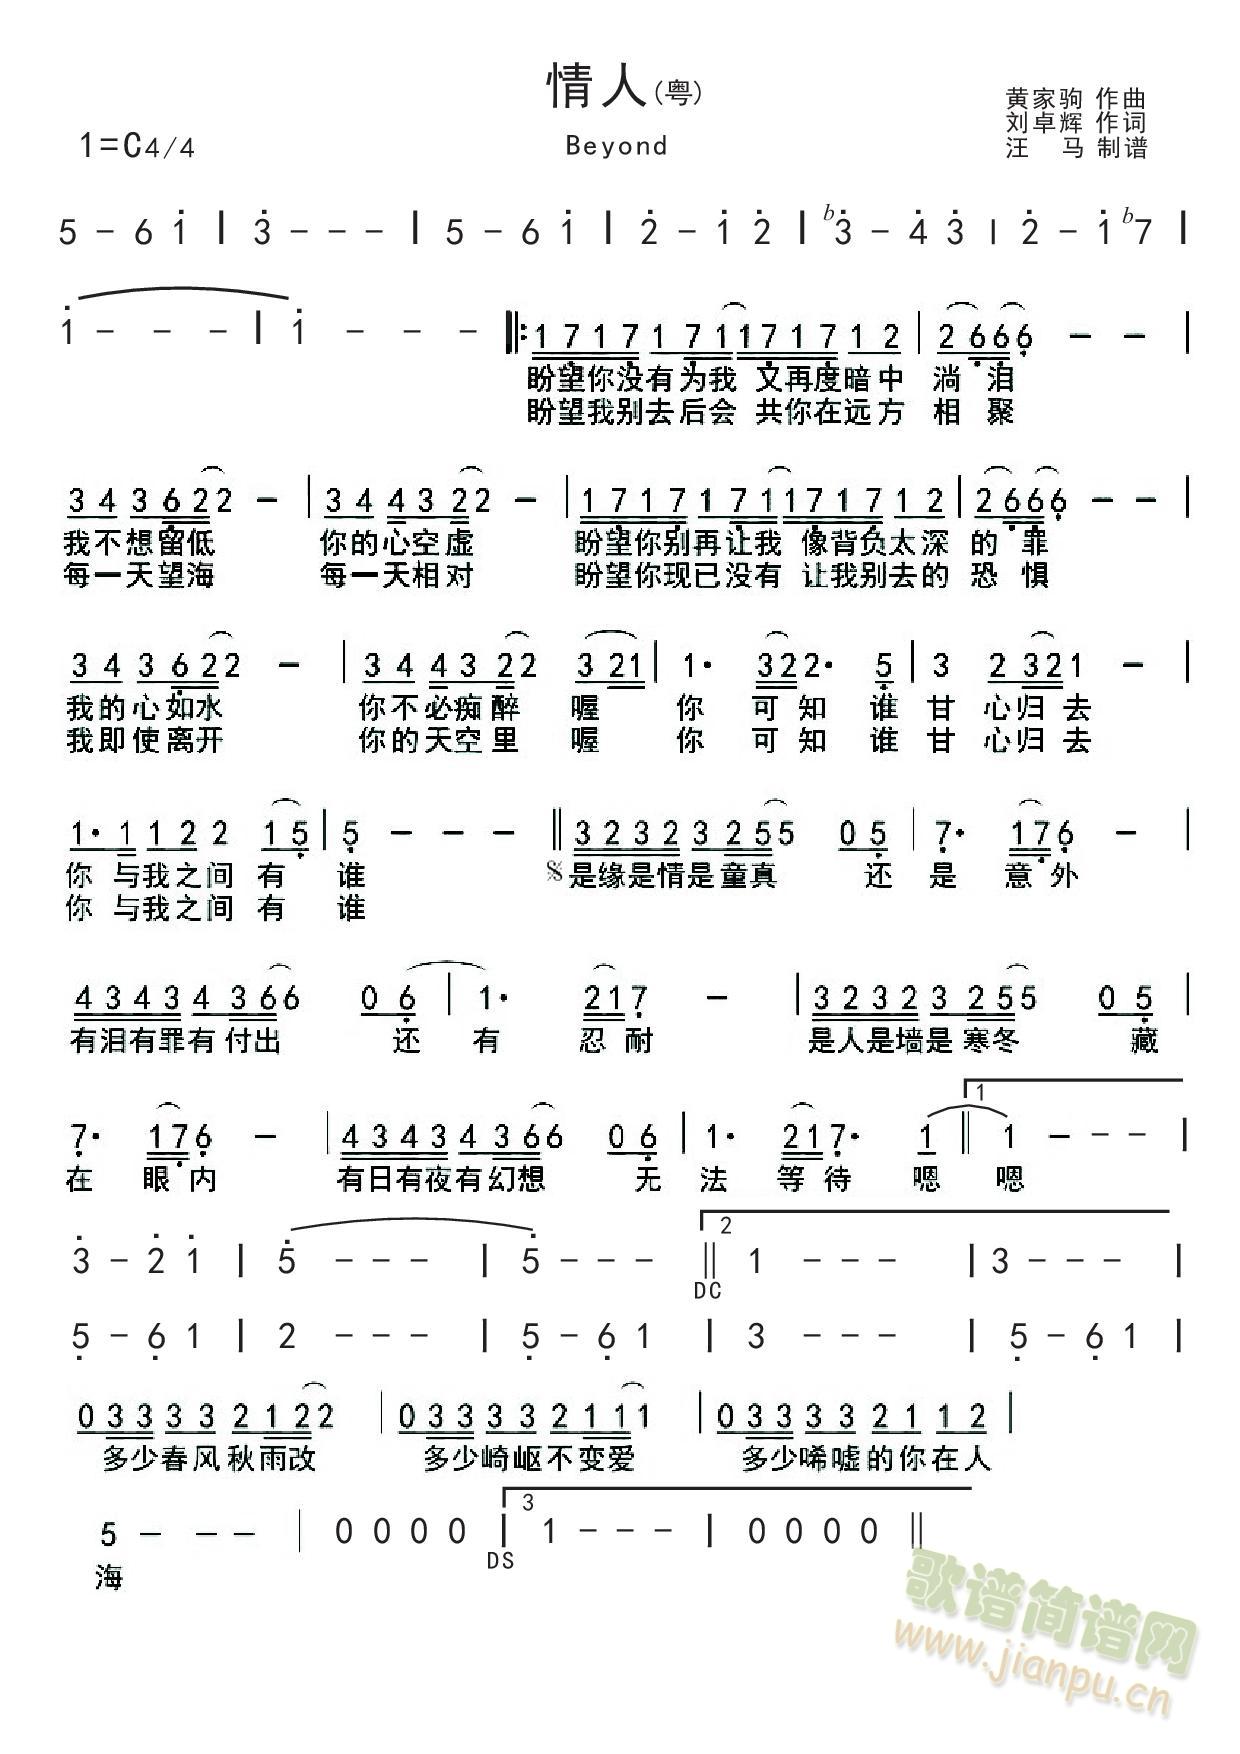 情人(粤)
黄家驹 作曲
刘卓辉 作词
1=C4/4
Beyond
汪 马 制谱
5 - 6 i | 3 - - - | 5 - 6 i | 2 - i 2 | b3 - 4 3 | 2 - i b7 |
i - - - | i - - - ‖: 1 7 1 7 1 7 1 1 7 1 7 1 2 | 2 6 6 6 - - |
盼望你没有为我 又再度暗中 淌 泪
盼望我别去后会 共你在远方 相 聚
3 4 3 6 2 2 - | 3 4 4 3 2 2 - | 1 7 1 7 1 7 1 1 7 1 7 1 2 | 2 6 6 6 - - |
我不想留低 你的心空虚 盼望你别再让我 像背负太深 的 罪
每一天望海 每一天相对 盼望你现已没有 让我别去的 恐 惧
3 4 3 6 2 2 - | 3 4 4 3 2 2 3 2 1 | 1· 3 2 2· 5 | 3 2 3 2 1 - |
我的心如水 你不必痴醉 喔 你 可 知 谁 甘 心归 去
我即使离开 你的天空里 喔 你 可 知 谁 甘 心归 去
1· 1 1 2 2 1 5 | 5 - - - ‖ 3 2 3 2 3 2 5 5 0 5 | 7· 1 7 6 - |
你 与我之间 有 谁 𝄋 是缘是情是童真 还 是 意 外
你 与我之间 有 谁
4 3 4 3 4 3 6 6 0 6 | 1· 2 1 7 - | 3 2 3 2 3 2 5 5 0 5 |
有泪有罪有付出 还 有 忍 耐 是人是墙是寒冬 藏
1
7· 1 7 6 - | 4 3 4 3 4 3 6 6 0 6 | 1· 2 1 7· 1 ‖ 1 - - - |
在 眼 内 有日有夜有幻想 无 法 等 待 嗯 嗯
2
3 - 2 i | 5 - - - | 5 - - - ‖ 1 - - - | 3 - - - |
DC
5 - 6 1 | 2 - - - | 5 - 6 1 | 3 - - - | 5 - 6 1 |
0 3 3 3 3 2 1 2 2 | 0 3 3 3 3 2 1 1 1 | 0 3 3 3 3 2 1 1 2 |
多少春风秋雨改 多少崎岖不变爱 多少唏嘘的你在人
3
5 - - - | 0 0 0 0 | 1 - - - | 0 0 0 0 ‖
DS
海
歌谱简谱网
www.jianpu.cn